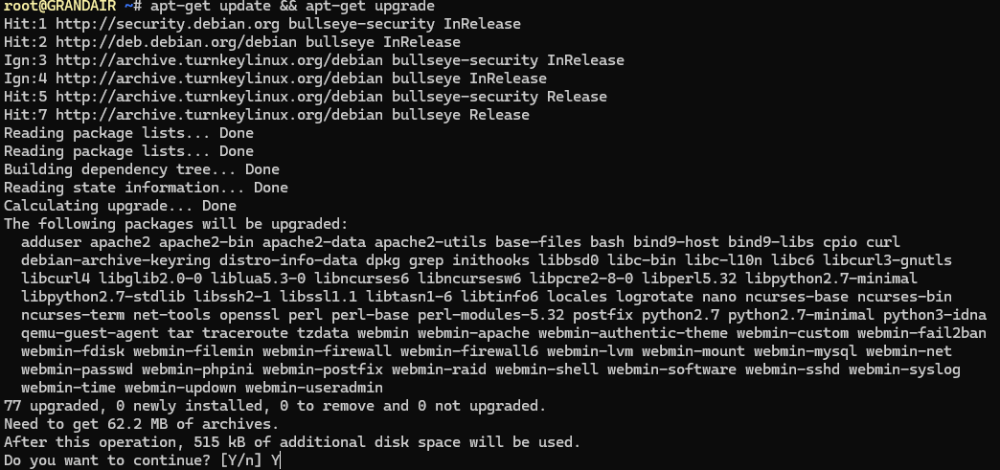 root@GRANDAIR ~# apt-get update && apt-get upgrade
Hit:1 http://security.debian.org bullseye-security InRelease
Hit:2 http://deb.debian.org/debian bullseye InRelease
Ign:3 http://archive.turnkeylinux.org/debian bullseye-security InRelease
Ign:4 http://archive.turnkeylinux.org/debian bullseye InRelease
Hit:5 http://archive.turnkeylinux.org/debian bullseye-security Release
Hit:7 http://archive.turnkeylinux.org/debian bullseye Release
Reading package lists... Done
Reading package lists... Done
Building dependency tree... Done
Reading state information... Done
Calculating upgrade... Done
The following packages will be upgraded:
  adduser apache2 apache2-bin apache2-data apache2-utils base-files bash bind9-host bind9-libs cpio curl
  debian-archive-keyring distro-info-data dpkg grep inithooks libbsd0 libc-bin libc-l10n libc6 libcurl3-gnutls
  libcurl4 libglib2.0-0 liblua5.3-0 libncurses6 libncursesw6 libpcre2-8-0 libperl5.32 libpython2.7-minimal
  libpython2.7-stdlib libssh2-1 libssl1.1 libtasn1-6 libtinfo6 locales logrotate nano ncurses-base ncurses-bin
  ncurses-term net-tools openssl perl perl-base perl-modules-5.32 postfix python2.7 python2.7-minimal python3-idna
  qemu-guest-agent tar traceroute tzdata webmin webmin-apache webmin-authentic-theme webmin-custom webmin-fail2ban
  webmin-fdisk webmin-filemin webmin-firewall webmin-firewall6 webmin-lvm webmin-mount webmin-mysql webmin-net
  webmin-passwd webmin-phpini webmin-postfix webmin-raid webmin-shell webmin-software webmin-sshd webmin-syslog
  webmin-time webmin-updown webmin-useradmin
77 upgraded, 0 newly installed, 0 to remove and 0 not upgraded.
Need to get 62.2 MB of archives.
After this operation, 515 kB of additional disk space will be used.
Do you want to continue? [Y/n] Y